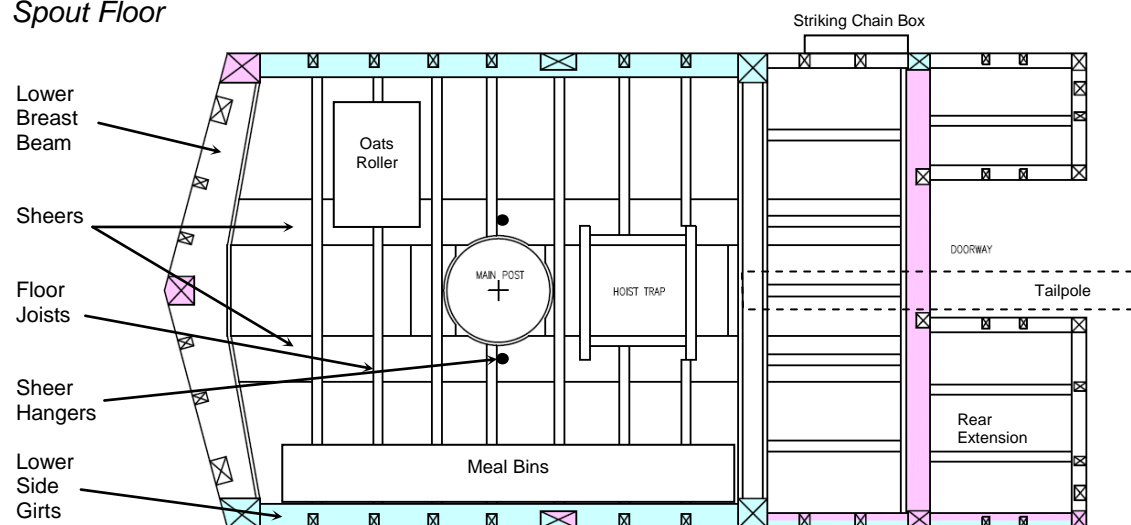 Spout Floor
Striking Chain Box
Lower
Breast
Beam
Oats
Roller
Sheers
DOORWAY
MAIN POST
HOIST TRAP
Tailpole
Floor
Joists
Sheer
Hangers
Rear
Extension
Lower
Side
Girts
Meal Bins